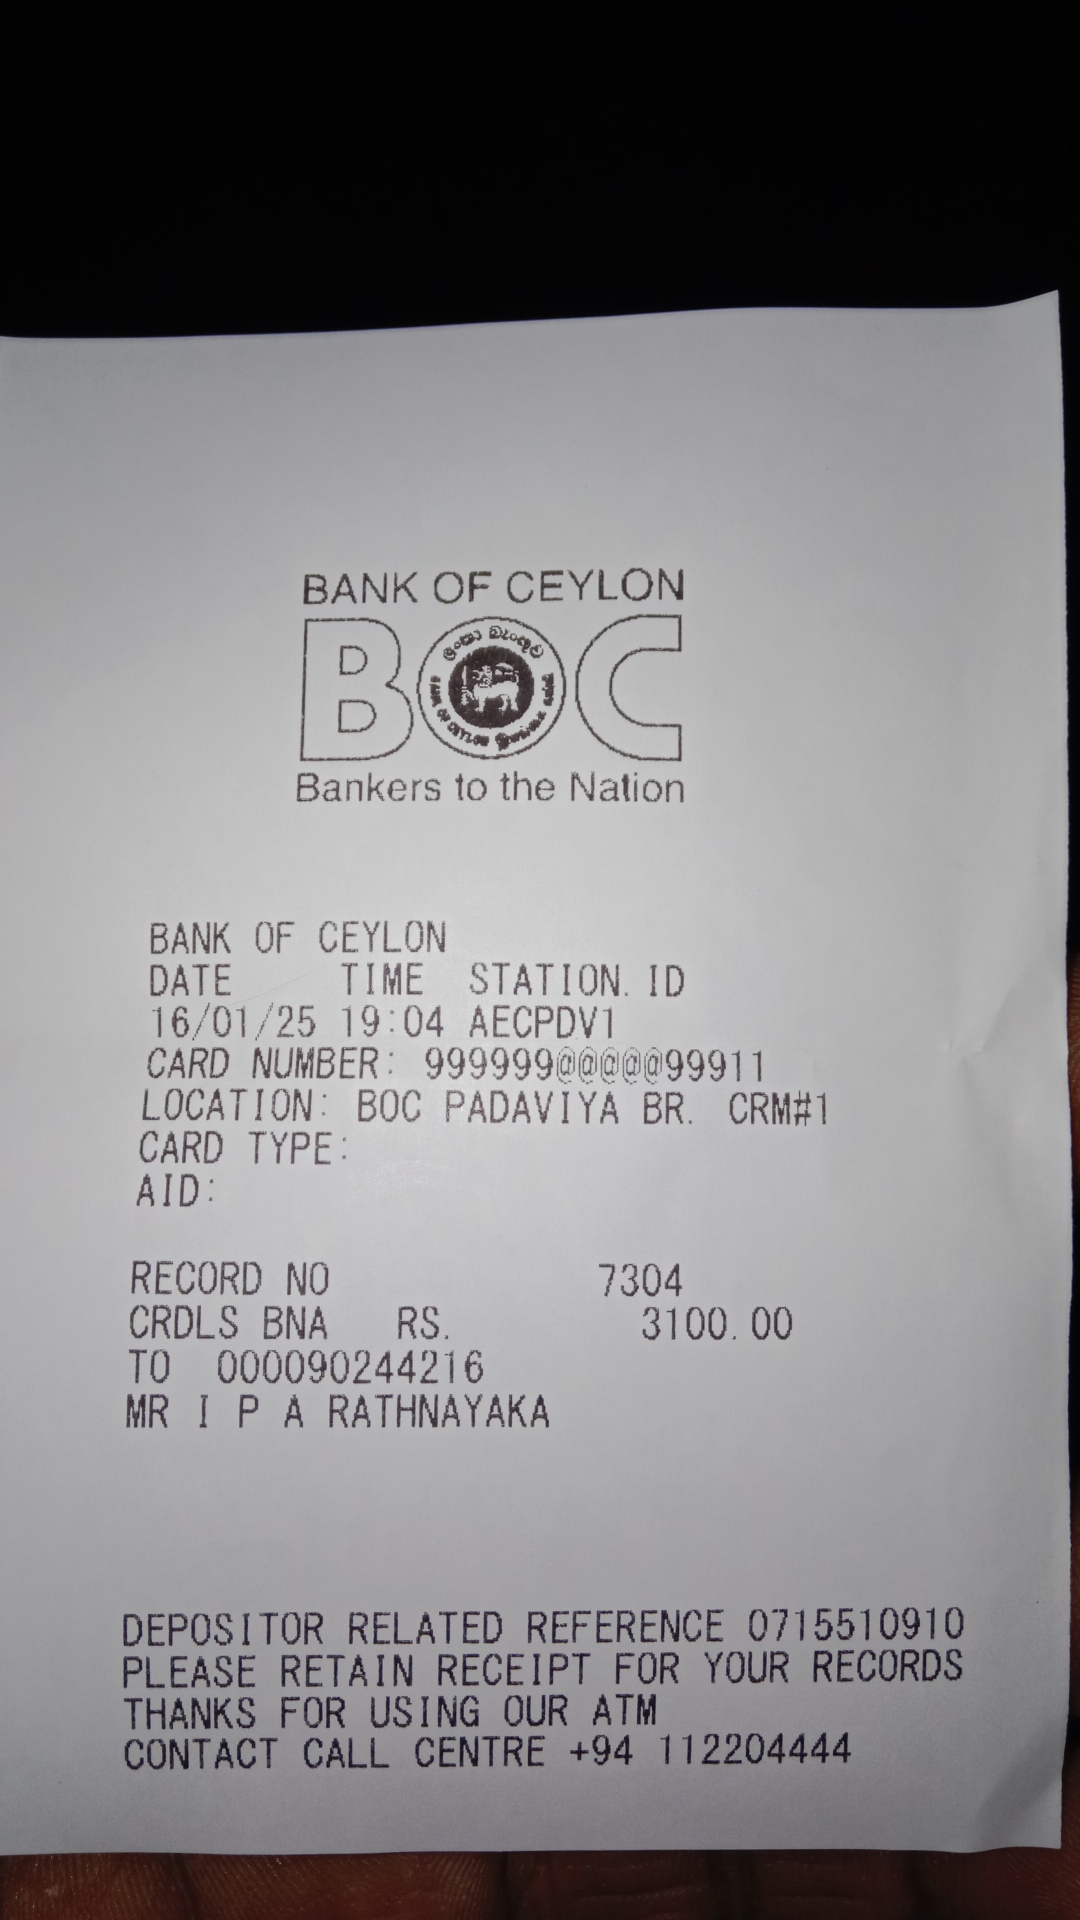 BANK OF CEYLON
BOC
ලංකා බැංකුව
BANK OF CEYLON
Bankers to the Nation
BANK OF CEYLON
DATE TIME STATION. ID
16/01/25 19:04 AECPDV1
CARD NUMBER: 999999@@@@@99911
LOCATION: BOC PADAVIYA BR. CRM#1
CARD TYPE:
AID:
RECORD NO 7304
CRDLS BNA RS. 3100.00
TO 000090244216
MR I P A RATHNAYAKA
DEPOSITOR RELATED REFERENCE 0715510910
PLEASE RETAIN RECEIPT FOR YOUR RECORDS
THANKS FOR USING OUR ATM
CONTACT CALL CENTRE +94 112204444